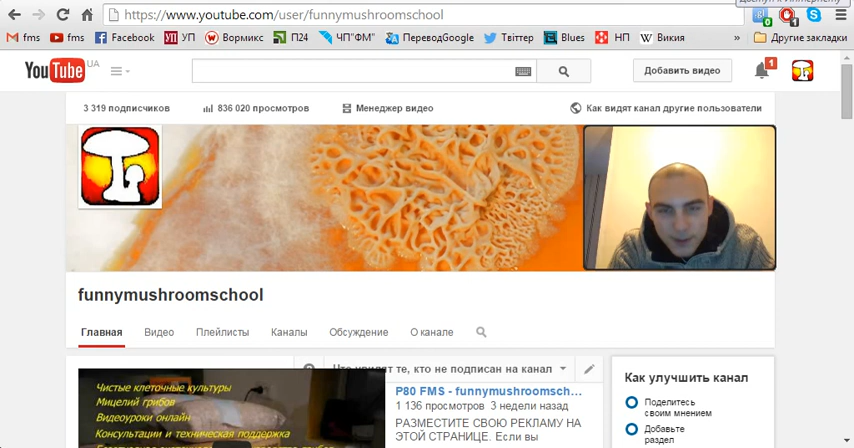 Доступ к Интернету
https://www.youtube.com/user/funnymushroomschool
fms fms Facebook УП Вормикс П24 ЧП"ФМ" ПереводGoogle Твіттер Blues НП Викия » Другие закладки
YouTube UA
Добавить видео
1
3 319 подписчиков 836 020 просмотров Менеджер видео Как видят канал другие пользователи
funnymushroomschool
Главная Видео Плейлисты Каналы Обсуждение О канале
Что увидят те, кто не подписан на канал
Чистые клеточные культуры
Мицелий грибов
Видеоуроки онлайн
Консультации и техническая поддержка
P80 FMS - funnymushroomsch...
1 136 просмотров 3 недели назад
РАЗМЕСТИТЕ СВОЮ РЕКЛАМУ НА
ЭТОЙ СТРАНИЦЕ. Если вы
Как улучшить канал
Поделитесь
своим мнением
Добавьте
раздел